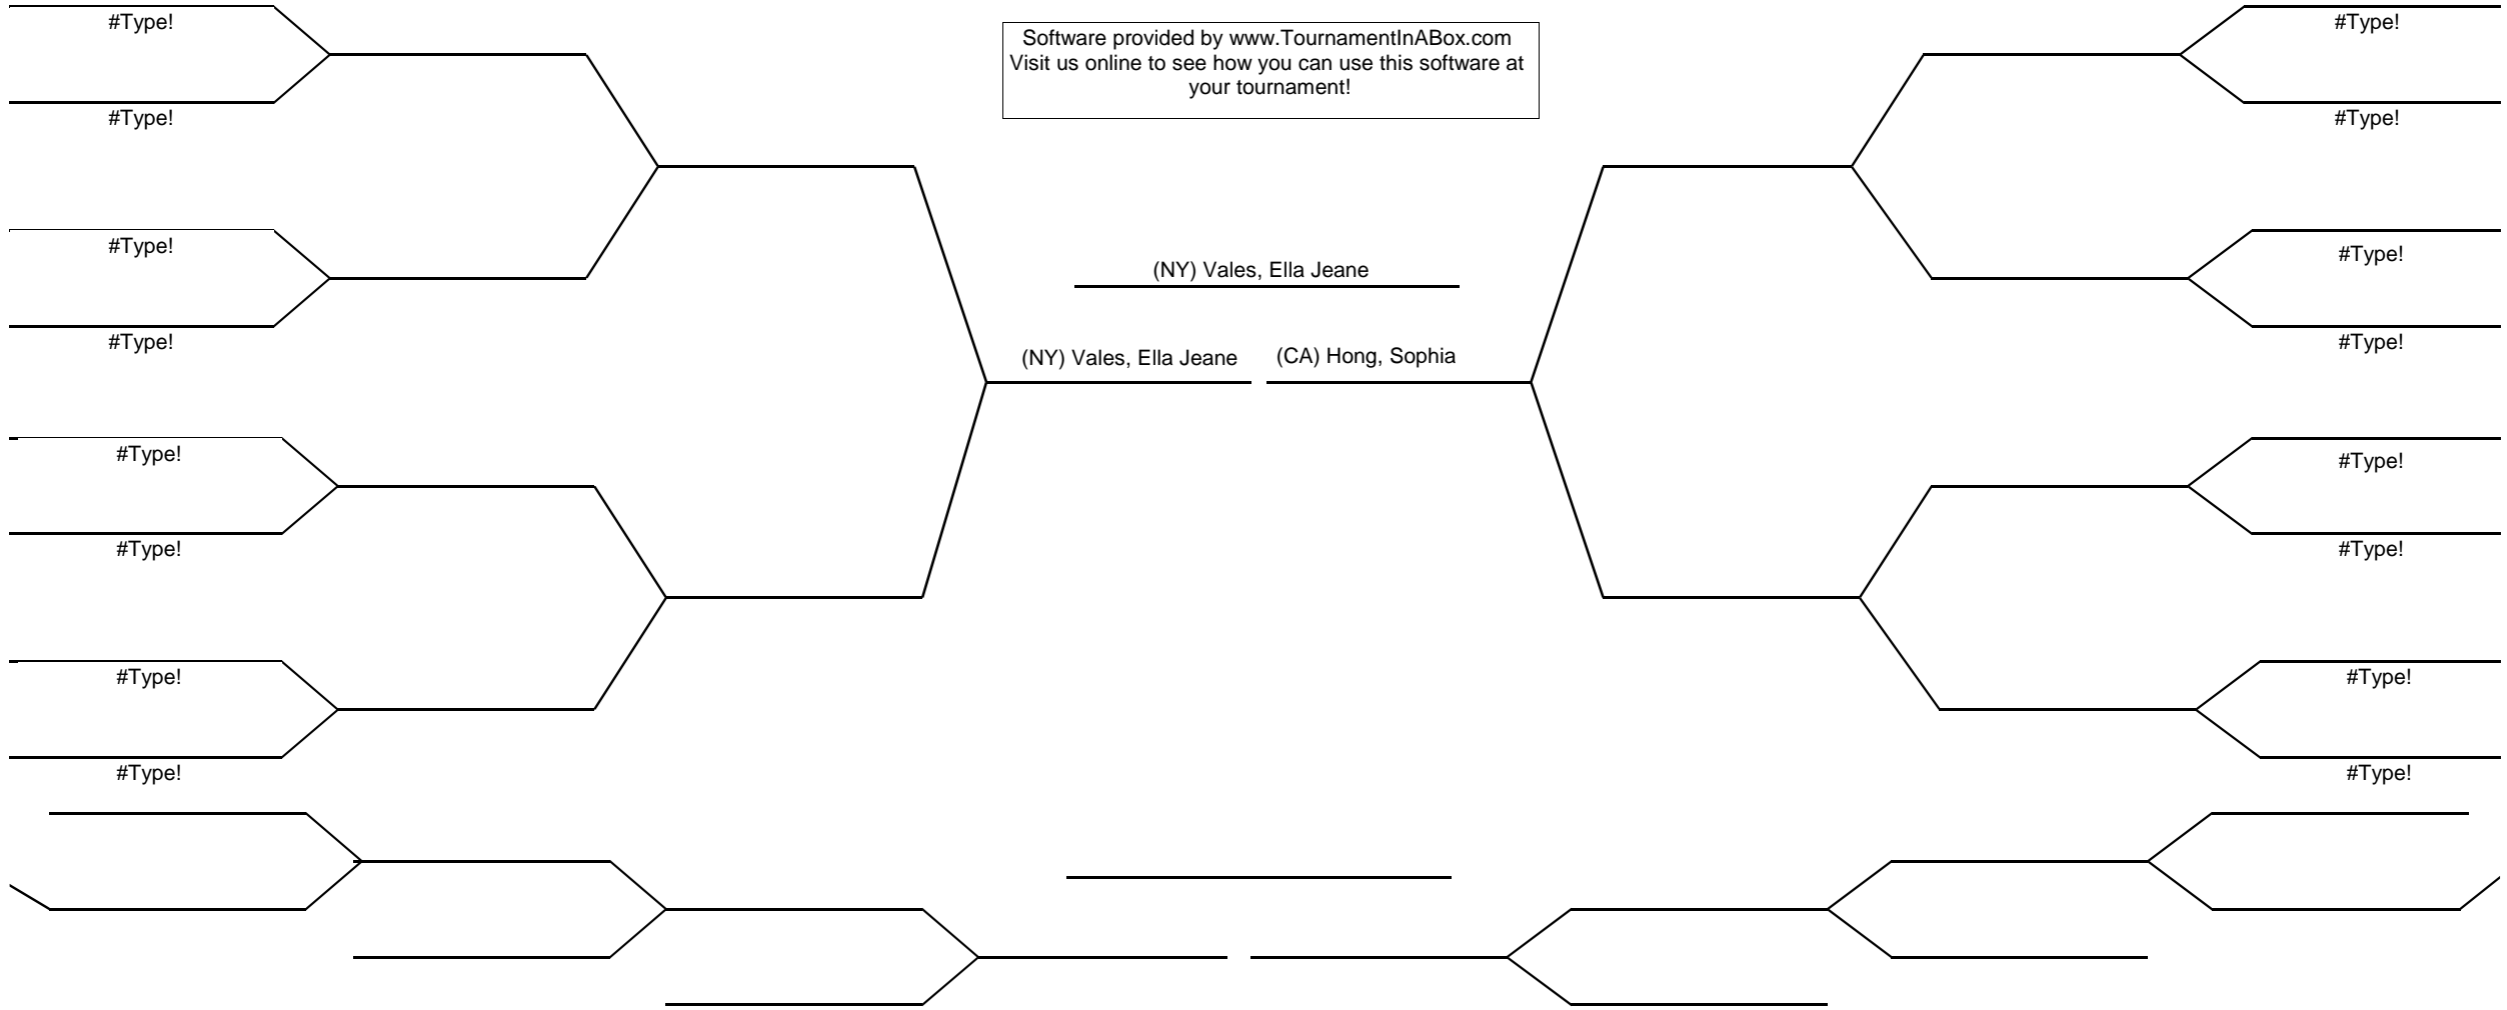 #Type!
#Type!
Software provided by www.TournamentInABox.com
Visit us online to see how you can use this software at
your tournament!
#Type!
#Type!
#Type!
#Type!
(NY) Vales, Ella Jeane
#Type!
#Type!
(NY) Vales, Ella Jeane
(CA) Hong, Sophia
#Type!
#Type!
#Type!
#Type!
#Type!
#Type!
#Type!
#Type!